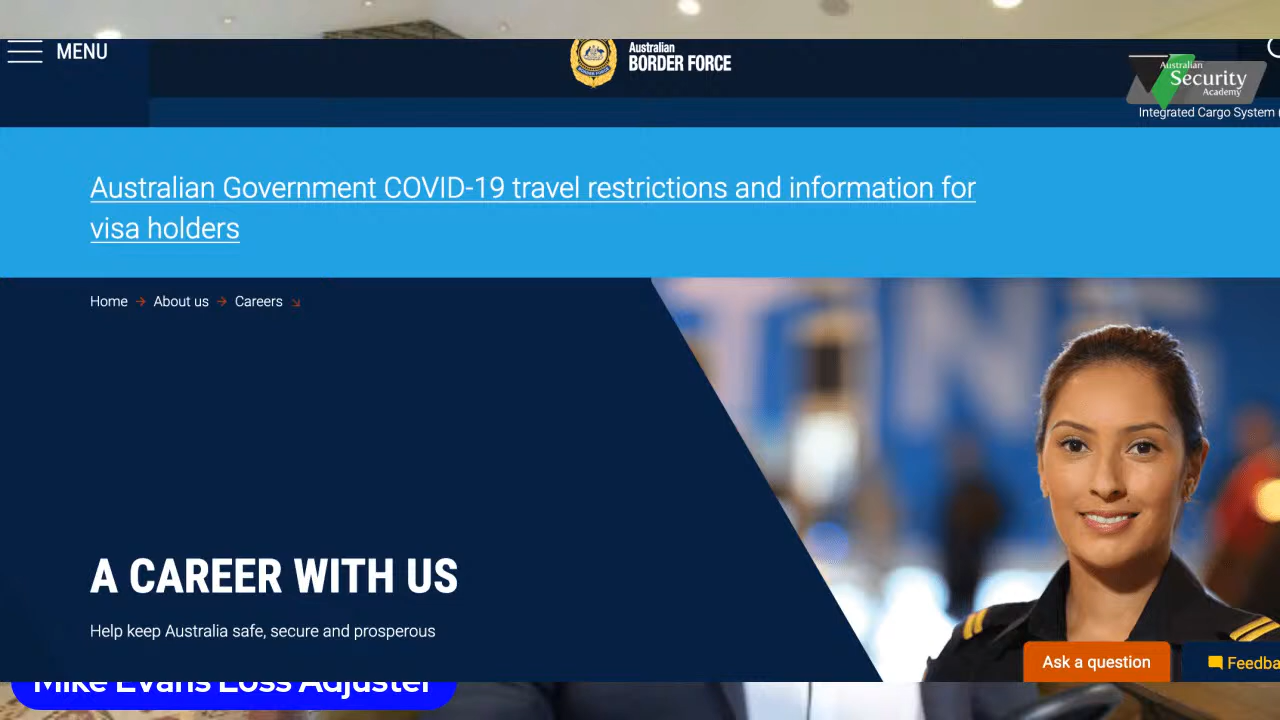 MENU
Australian
BORDER FORCE
Australian
Security
Academy
Integrated Cargo System
Australian Government COVID-19 travel restrictions and information for
visa holders
Home → About us → Careers ↘
A CAREER WITH US
Help keep Australia safe, secure and prosperous
Ask a question
Feedba
Mike Evans Loss Adjuster